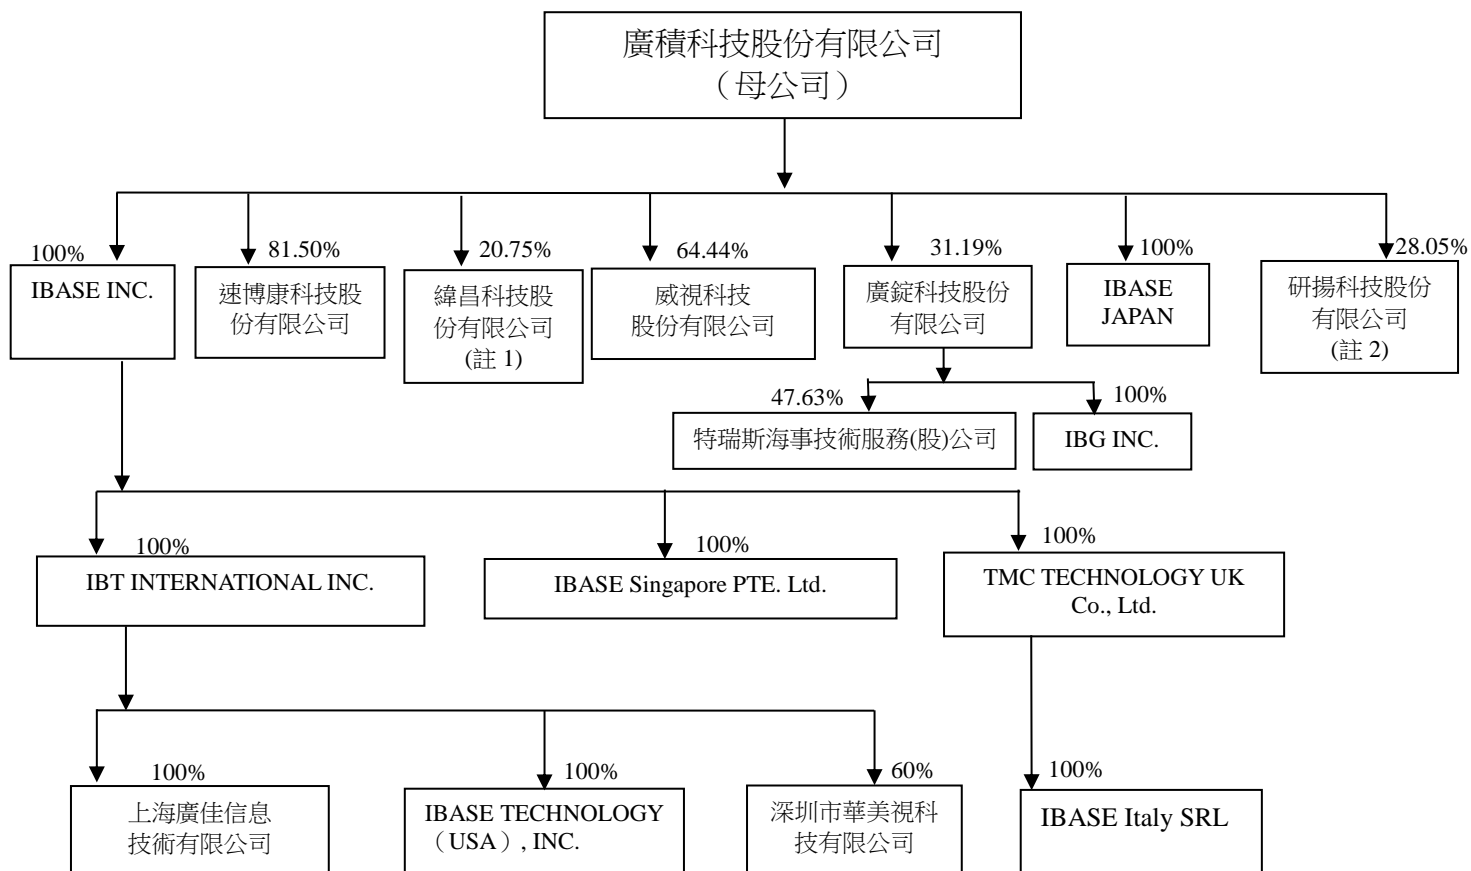 廣積科技股份有限公司
（母公司）
100%
81.50%
20.75%
64.44%
31.19%
100%
28.05%
IBASE INC.
速博康科技股
份有限公司
緯昌科技股
份有限公司
(註 1)
威視科技
股份有限公司
廣錠科技股份
有限公司
IBASE
JAPAN
研揚科技股份
有限公司
(註 2)
47.63%
100%
特瑞斯海事技術服務(股)公司
IBG INC.
100%
100%
100%
IBT INTERNATIONAL INC.
IBASE Singapore PTE. Ltd.
TMC TECHNOLOGY UK
Co., Ltd.
100%
100%
60%
100%
上海廣佳信息
技術有限公司
IBASE TECHNOLOGY
（USA）, INC.
深圳市華美視科
技有限公司
IBASE Italy SRL